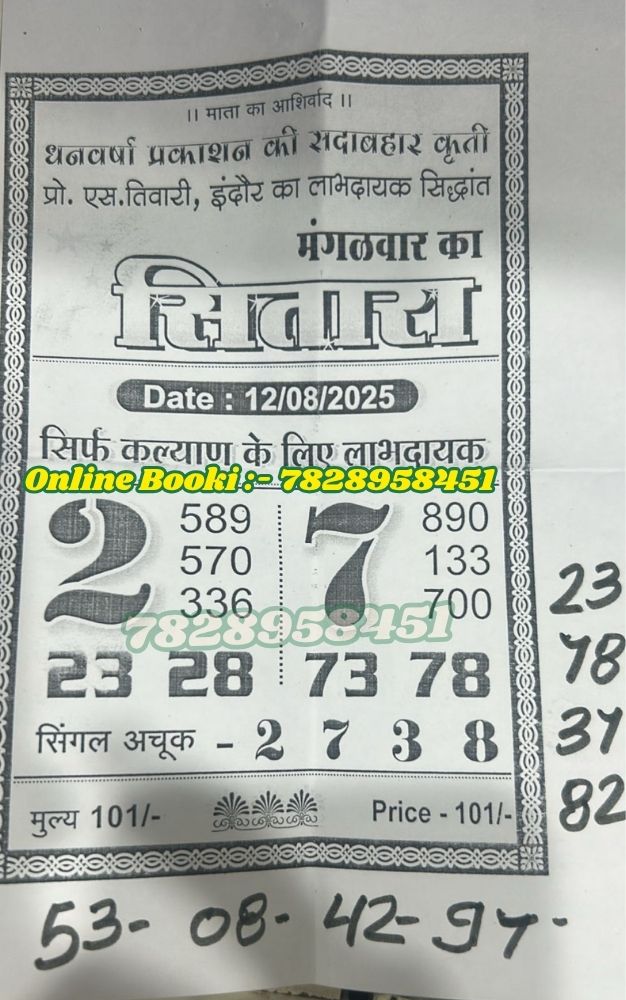 ।। माता का आशिर्वाद ।।
धनवर्षा प्रकाशन की सदाबहार कृती
प्रो. एस.तिवारी, इंदौर का लाभदायक सिद्धांत
मंगळवार का
सितारा
Date : 12/08/2025
सिर्फ कल्याण के लिए लाभदायक
Online Booki :- 7828958451
2 589 7 890
570 133
336 700
7828958451
23 28 73 78
सिंगल अचूक - 2 7 3 8
मुल्य 101/- Price - 101/-
23
78
37
82
53- 08- 42- 97-